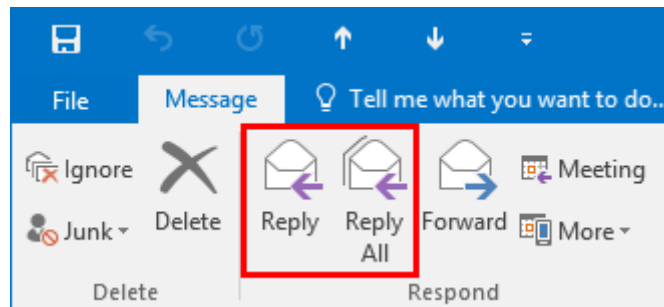 File Message Tell me what you want to do..
Ignore
Junk
Delete
Reply
Reply
All
Forward
Meeting
More
Delete Respond